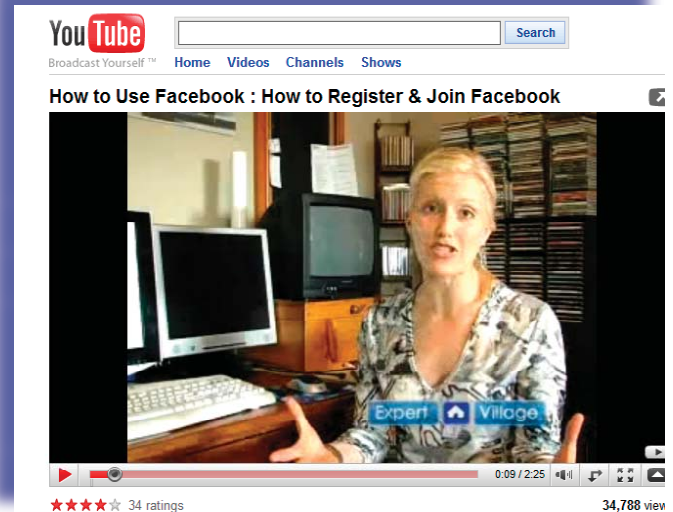 YouTube
Search
Broadcast Yourself ™
Home Videos Channels Shows
How to Use Facebook : How to Register & Join Facebook
Expert Village
0:09 / 2:25
34 ratings
34,788 view